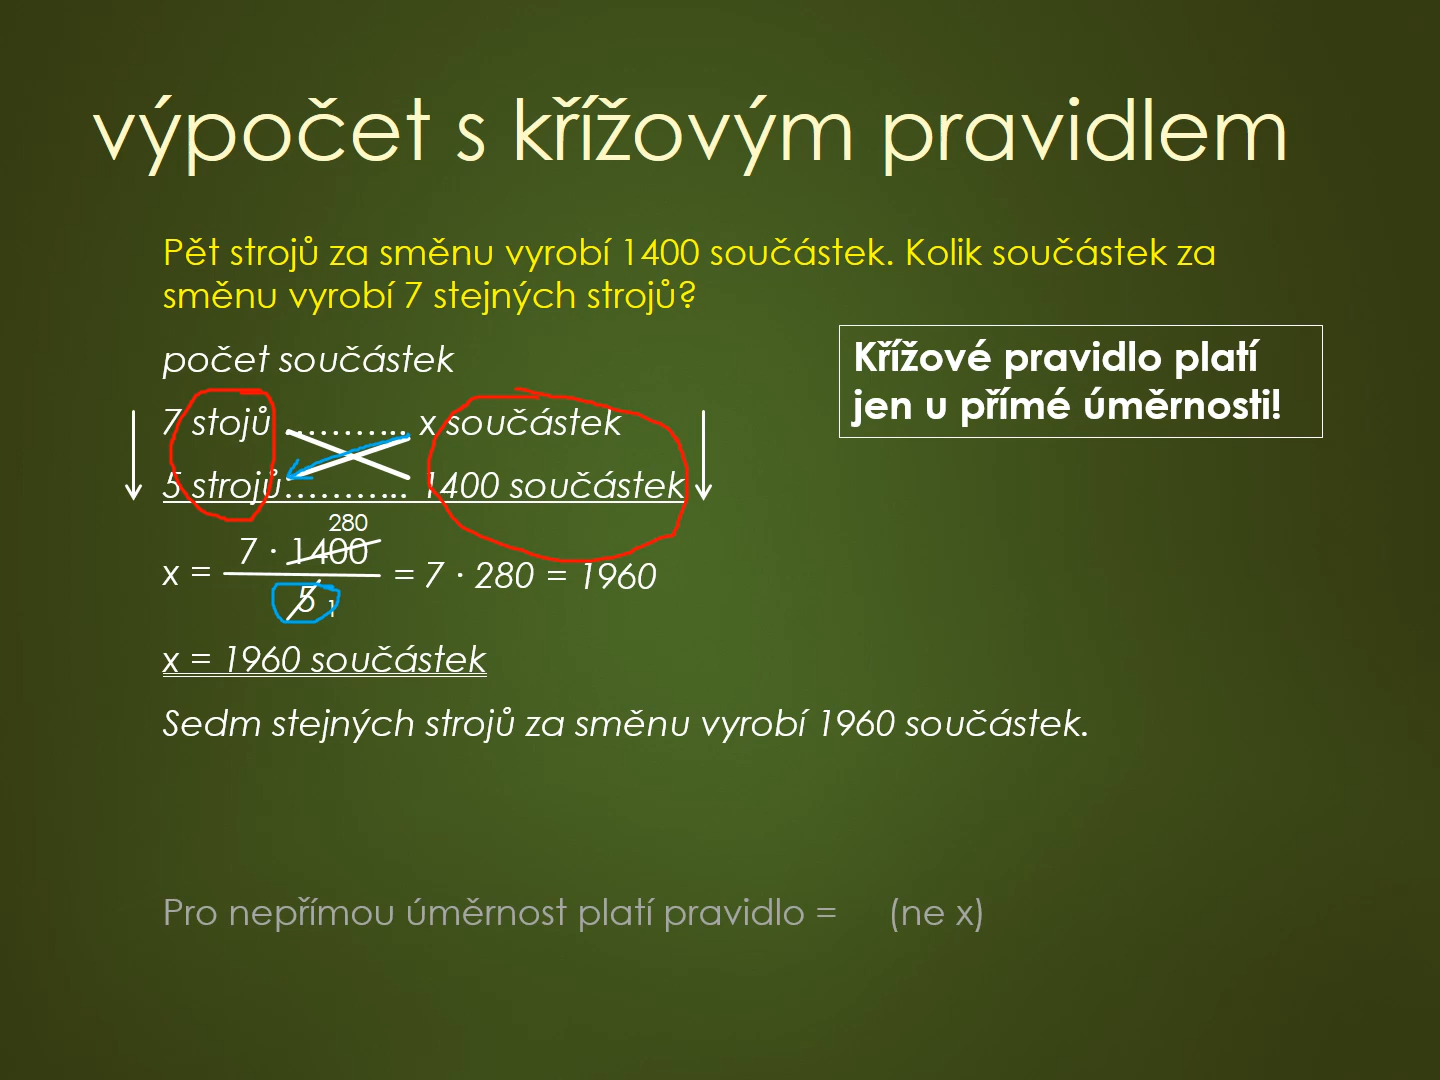 výpočet s křížovým pravidlem
Pět strojů za směnu vyrobí 1400 součástek. Kolik součástek za
směnu vyrobí 7 stejných strojů?
počet součástek
Křížové pravidlo platí
jen u přímé úměrnosti!
7 stojů ……….. x součástek
5 strojů……….. 1400 součástek
280
7 · 1400
x = = 7 · 280 = 1960
5 1
x = 1960 součástek
Sedm stejných strojů za směnu vyrobí 1960 součástek.
Pro nepřímou úměrnost platí pravidlo = (ne x)